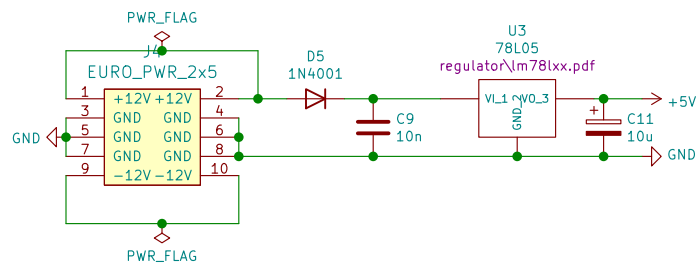 PWR_FLAG
J4
EURO_PWR_2x5
1 +12V +12V 2
3 GND GND 4
5 GND GND 6
7 GND GND 8
9 -12V -12V 10
GND
PWR_FLAG
D5
1N4001
C9
10n
U3
78L05
regulator\lm78lxx.pdf
VI_1 VO_3
GND_2
+
C11
10u
+5V
GND